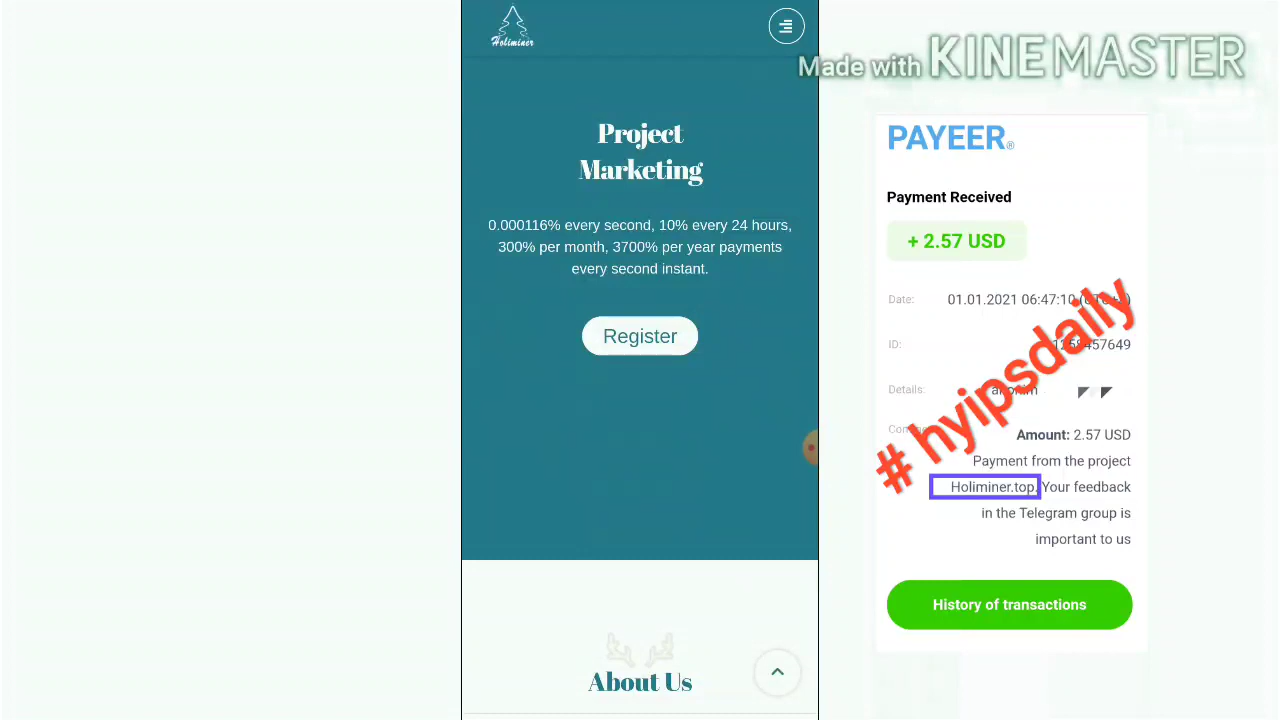 Holiminer
Made with KINEMASTER
Project
Marketing
0.000116% every second, 10% every 24 hours,
300% per month, 3700% per year payments
every second instant.
Register
About Us
PAYEER®
Payment Received
+ 2.57 USD
Date: 01.01.2021 06:47:10
ID:
Details:
# hyipsdaily
Amount: 2.57 USD
Payment from the project
Holiminer.top. Your feedback
in the Telegram group is
important to us
History of transactions